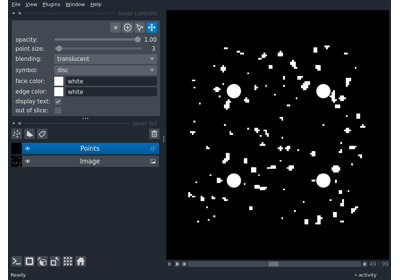 File View Plugins Window Help
layer controls
opacity: 1.00
point size: 3
blending: translucent
symbol: disc
face color: white
edge color: white
display text:
out of slice:
layer list
Points
Image
49 99
Ready
activity